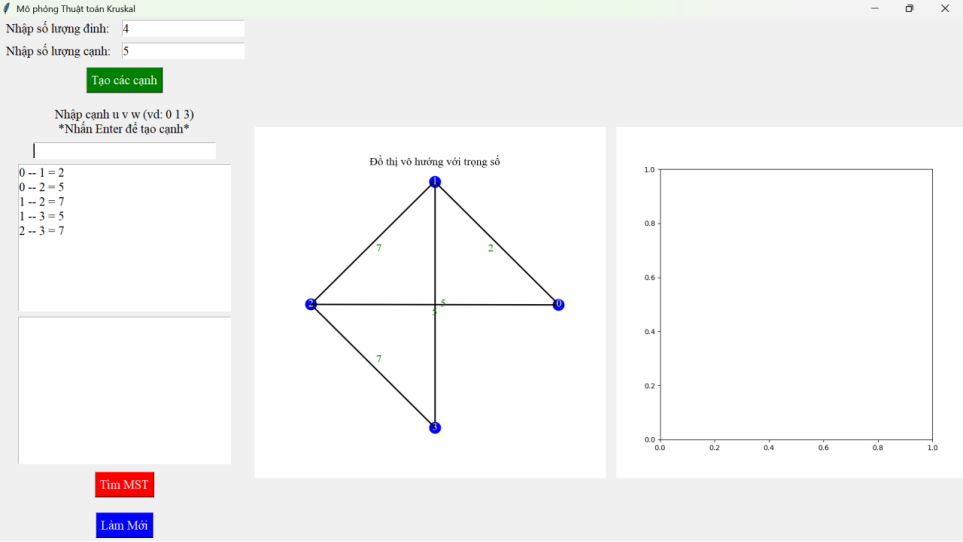 Mô phỏng Thuật toán Kruskal
Nhập số lượng đỉnh: 4
Nhập số lượng cạnh: 5
Tạo các cạnh
Nhập cạnh u v w (vd: 0 1 3)
*Nhấn Enter để tạo cạnh*
0 -- 1 = 2
0 -- 2 = 5
1 -- 2 = 7
1 -- 3 = 5
2 -- 3 = 7
Tìm MST
Làm Mới
Đồ thị vô hướng với trọng số
1
7
2
2
5
0
5
7
3
1.0
0.8
0.6
0.4
0.2
0.0
0.0 0.2 0.4 0.6 0.8 1.0